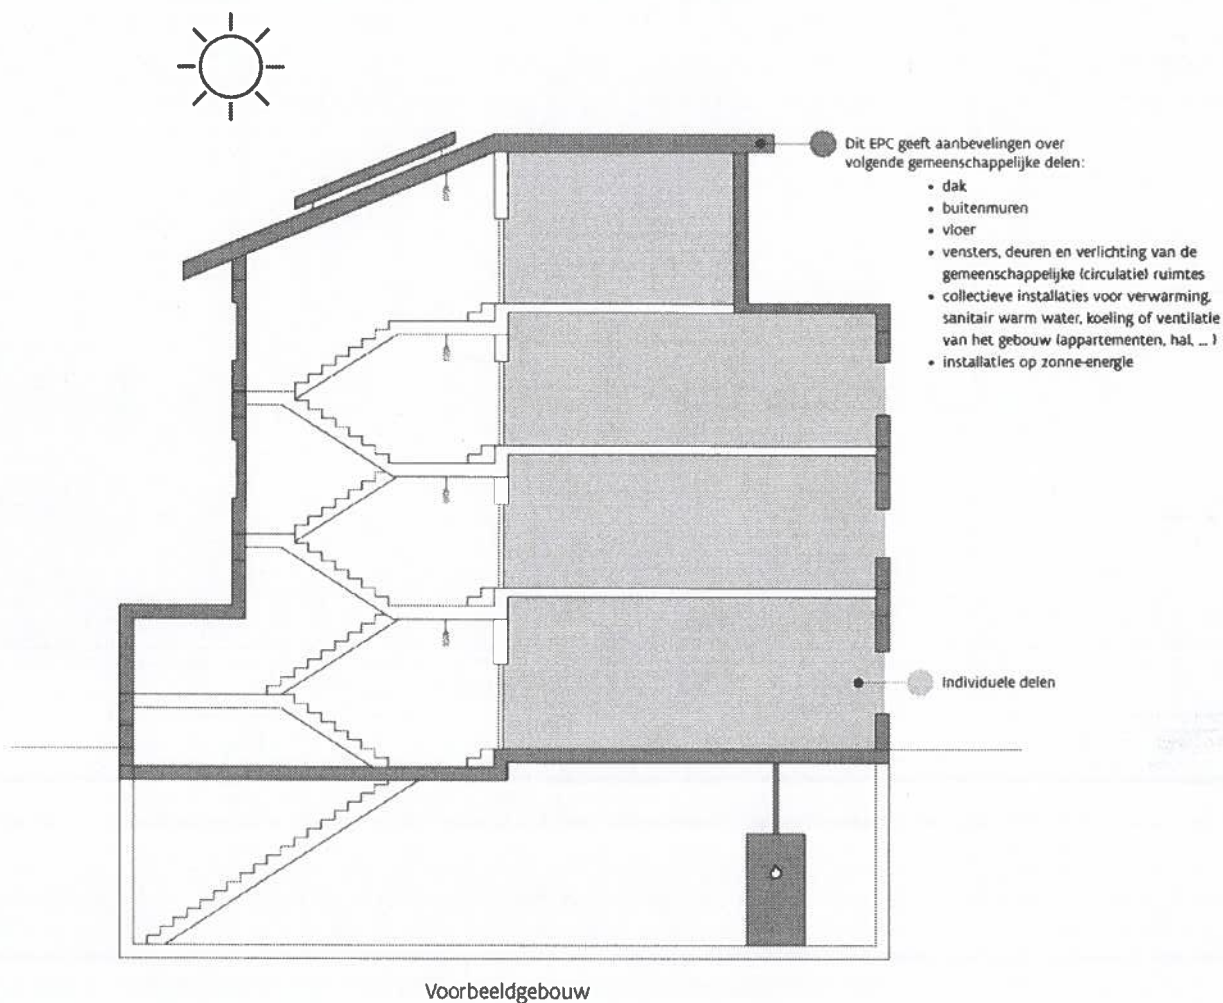 Dit EPC geeft aanbevelingen over
volgende gemeenschappelijke delen:
• dak
• buitenmuren
• vloer
• vensters, deuren en verlichting van de
gemeenschappelijke (circulatie) ruimtes
• collectieve installaties voor verwarming,
sanitair warm water, koeling of ventilatie
van het gebouw (appartementen, hal, ... )
• installaties op zonne-energie
Individuele delen
Voorbeeldgebouw